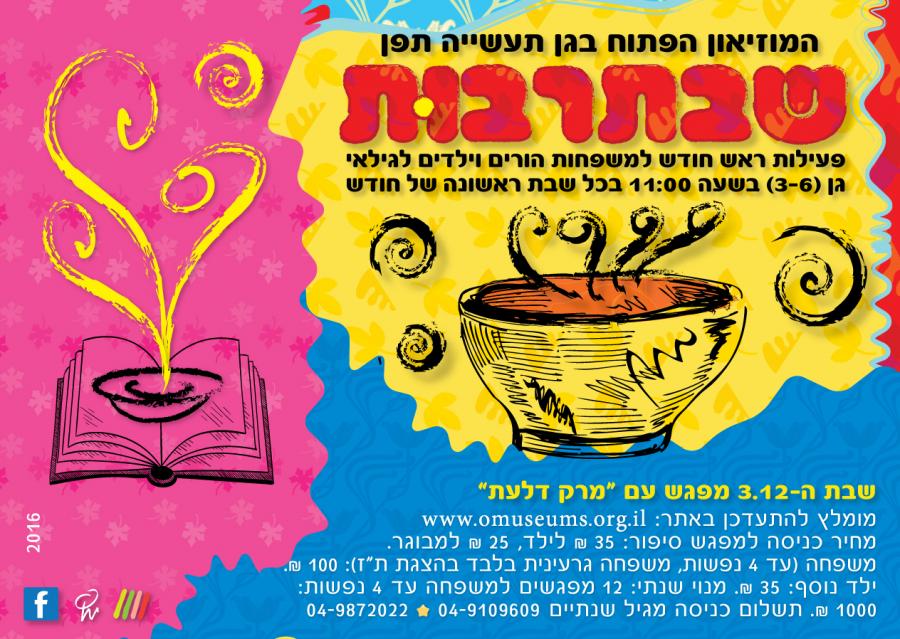 המוזיאון הפתוח בגן תעשייה תפן
שבתרבות
פעילות ראש חודש למשפחות הורים וילדים לגילאי
גן (3-6) בשעה 11:00 בכל שבת ראשונה של חודש
שבת ה-3.12 מפגש עם "מרק דלעת"
מומלץ להתעדכן באתר: www.omuseums.org.il
מחיר כניסה למפגש סיפור: 35 ₪ לילד, 25 ₪ למבוגר.
משפחה (עד 4 נפשות, משפחה גרעינית בלבד בהצגת ת"ז): 100 ₪.
ילד נוסף: 35 ₪. מנוי שנתי: 12 מפגשים למשפחה עד 4 נפשות:
1000 ₪. תשלום כניסה מגיל שנתיים 04-9109609 ★ 04-9872022
2016
f